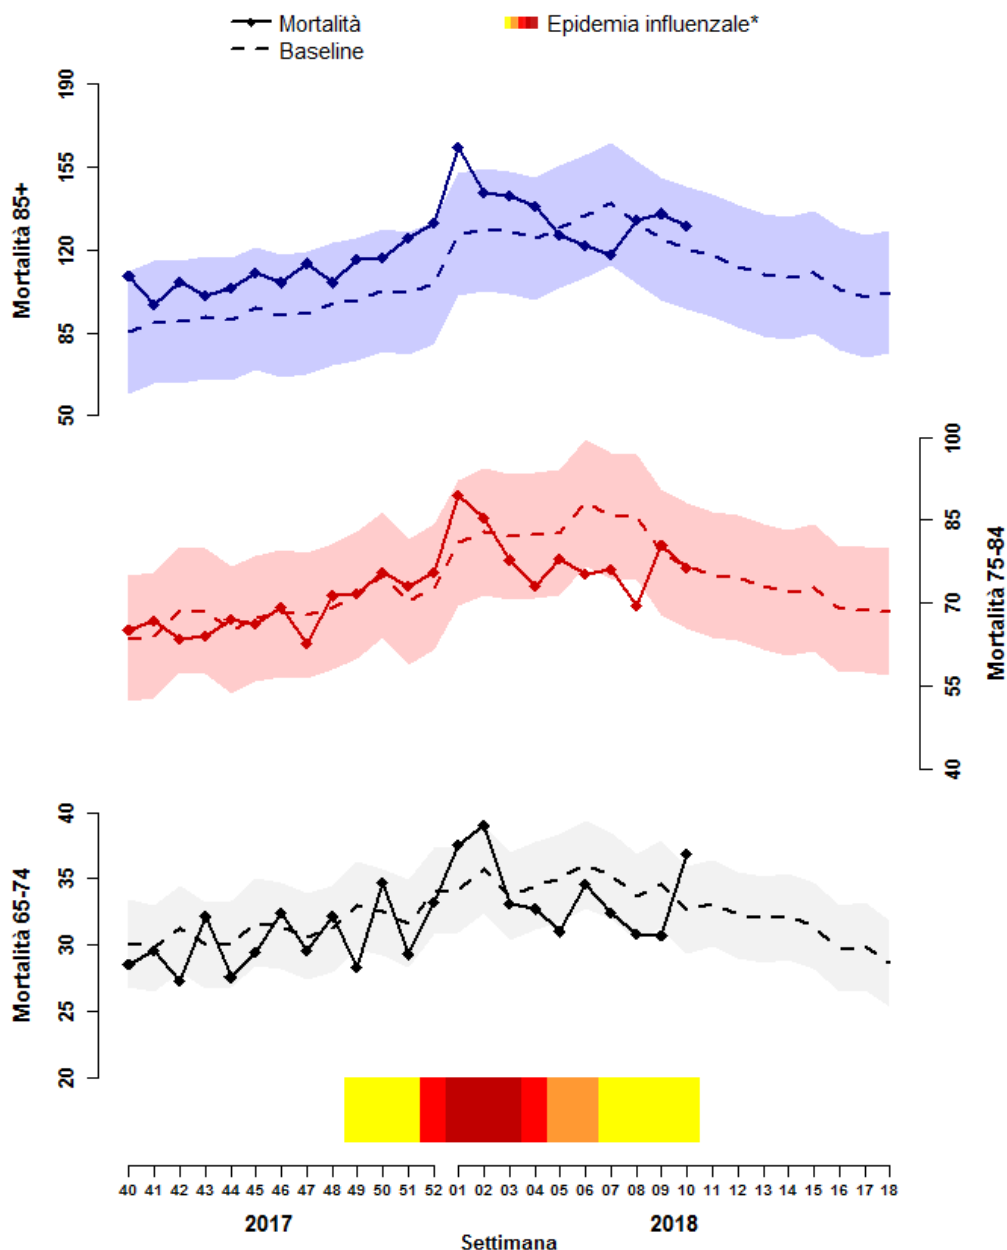 Mortalità
Epidemia influenzale*
Baseline
Mortalità 85+
190
155
120
85
50
Mortalità 75-84
100
85
70
55
40
Mortalità 65-74
40
35
30
25
20
40 41 42 43 44 45 46 47 48 49 50 51 52 01 02 03 04 05 06 07 08 09 10 11 12 13 14 15 16 17 18
2017 2018
Settimana